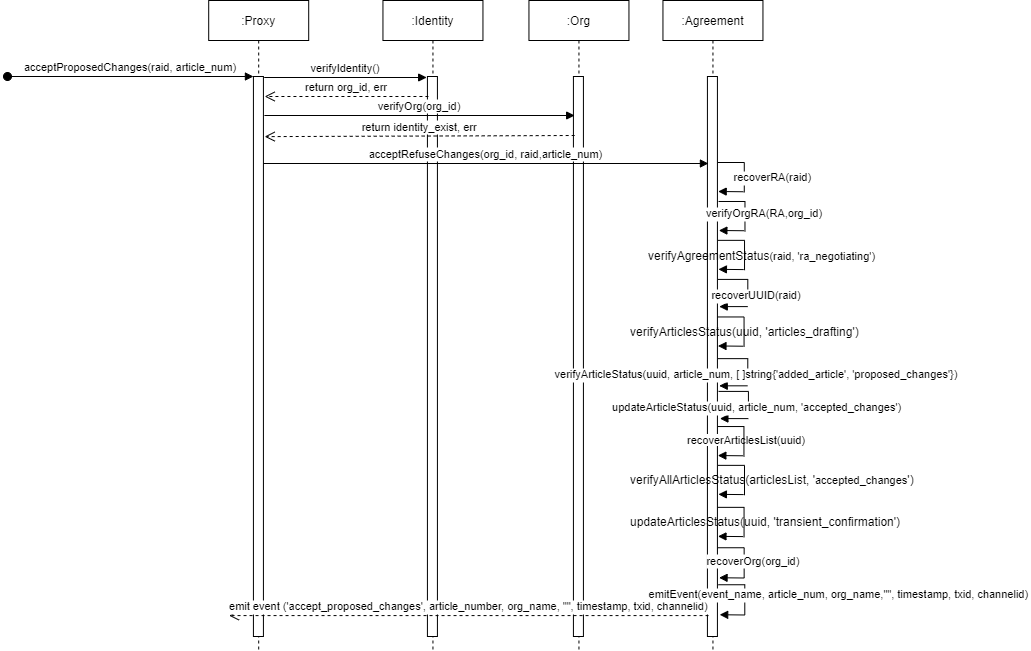 :Proxy
:Identity
:Org
:Agreement
acceptProposedChanges(raid, article_num)
verifyIdentity()
return org_id, err
verifyOrg(org_id)
return identity_exist, err
acceptRefuseChanges(org_id, raid,article_num)
recoverRA(raid)
verifyOrgRA(RA,org_id)
verifyAgreementStatus(raid, 'ra_negotiating')
recoverUUID(raid)
verifyArticlesStatus(uuid, 'articles_drafting')
verifyArticleStatus(uuid, article_num, [ ]string{'added_article', 'proposed_changes'})
updateArticleStatus(uuid, article_num, 'accepted_changes')
recoverArticlesList(uuid)
verifyAllArticlesStatus(articlesList, 'accepted_changes')
updateArticlesStatus(uuid, 'transient_confirmation')
recoverOrg(org_id)
emitEvent(event_name, article_num, org_name,"", timestamp, txid, channelid)
emit event ('accept_proposed_changes', article_number, org_name, "", timestamp, txid, channelid)